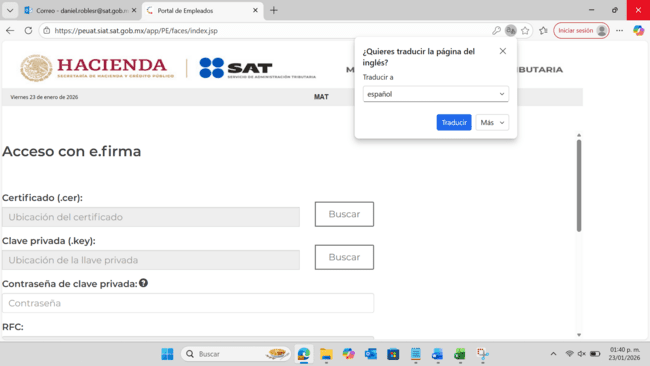 Correo - daniel.roblesr@sat.gob.m
Portal de Empleados
https://peuat.siat.sat.gob.mx/app/PE/faces/index.jsp
Iniciar sesión
¿Quieres traducir la página del
inglés?
Traducir a
español
Traducir
Más
HACIENDA
SECRETARÍA DE HACIENDA Y CRÉDITO PÚBLICO
SAT
SERVICIO DE ADMINISTRACIÓN TRIBUTARIA
M
RIBUTARIA
Viernes 23 de enero de 2026
MAT
Acceso con e.firma
Certificado (.cer):
Ubicación del certificado
Buscar
Clave privada (.key):
Ubicación de la llave privada
Buscar
Contraseña de clave privada:
Contraseña
RFC:
Buscar
01:40 p. m.
23/01/2026